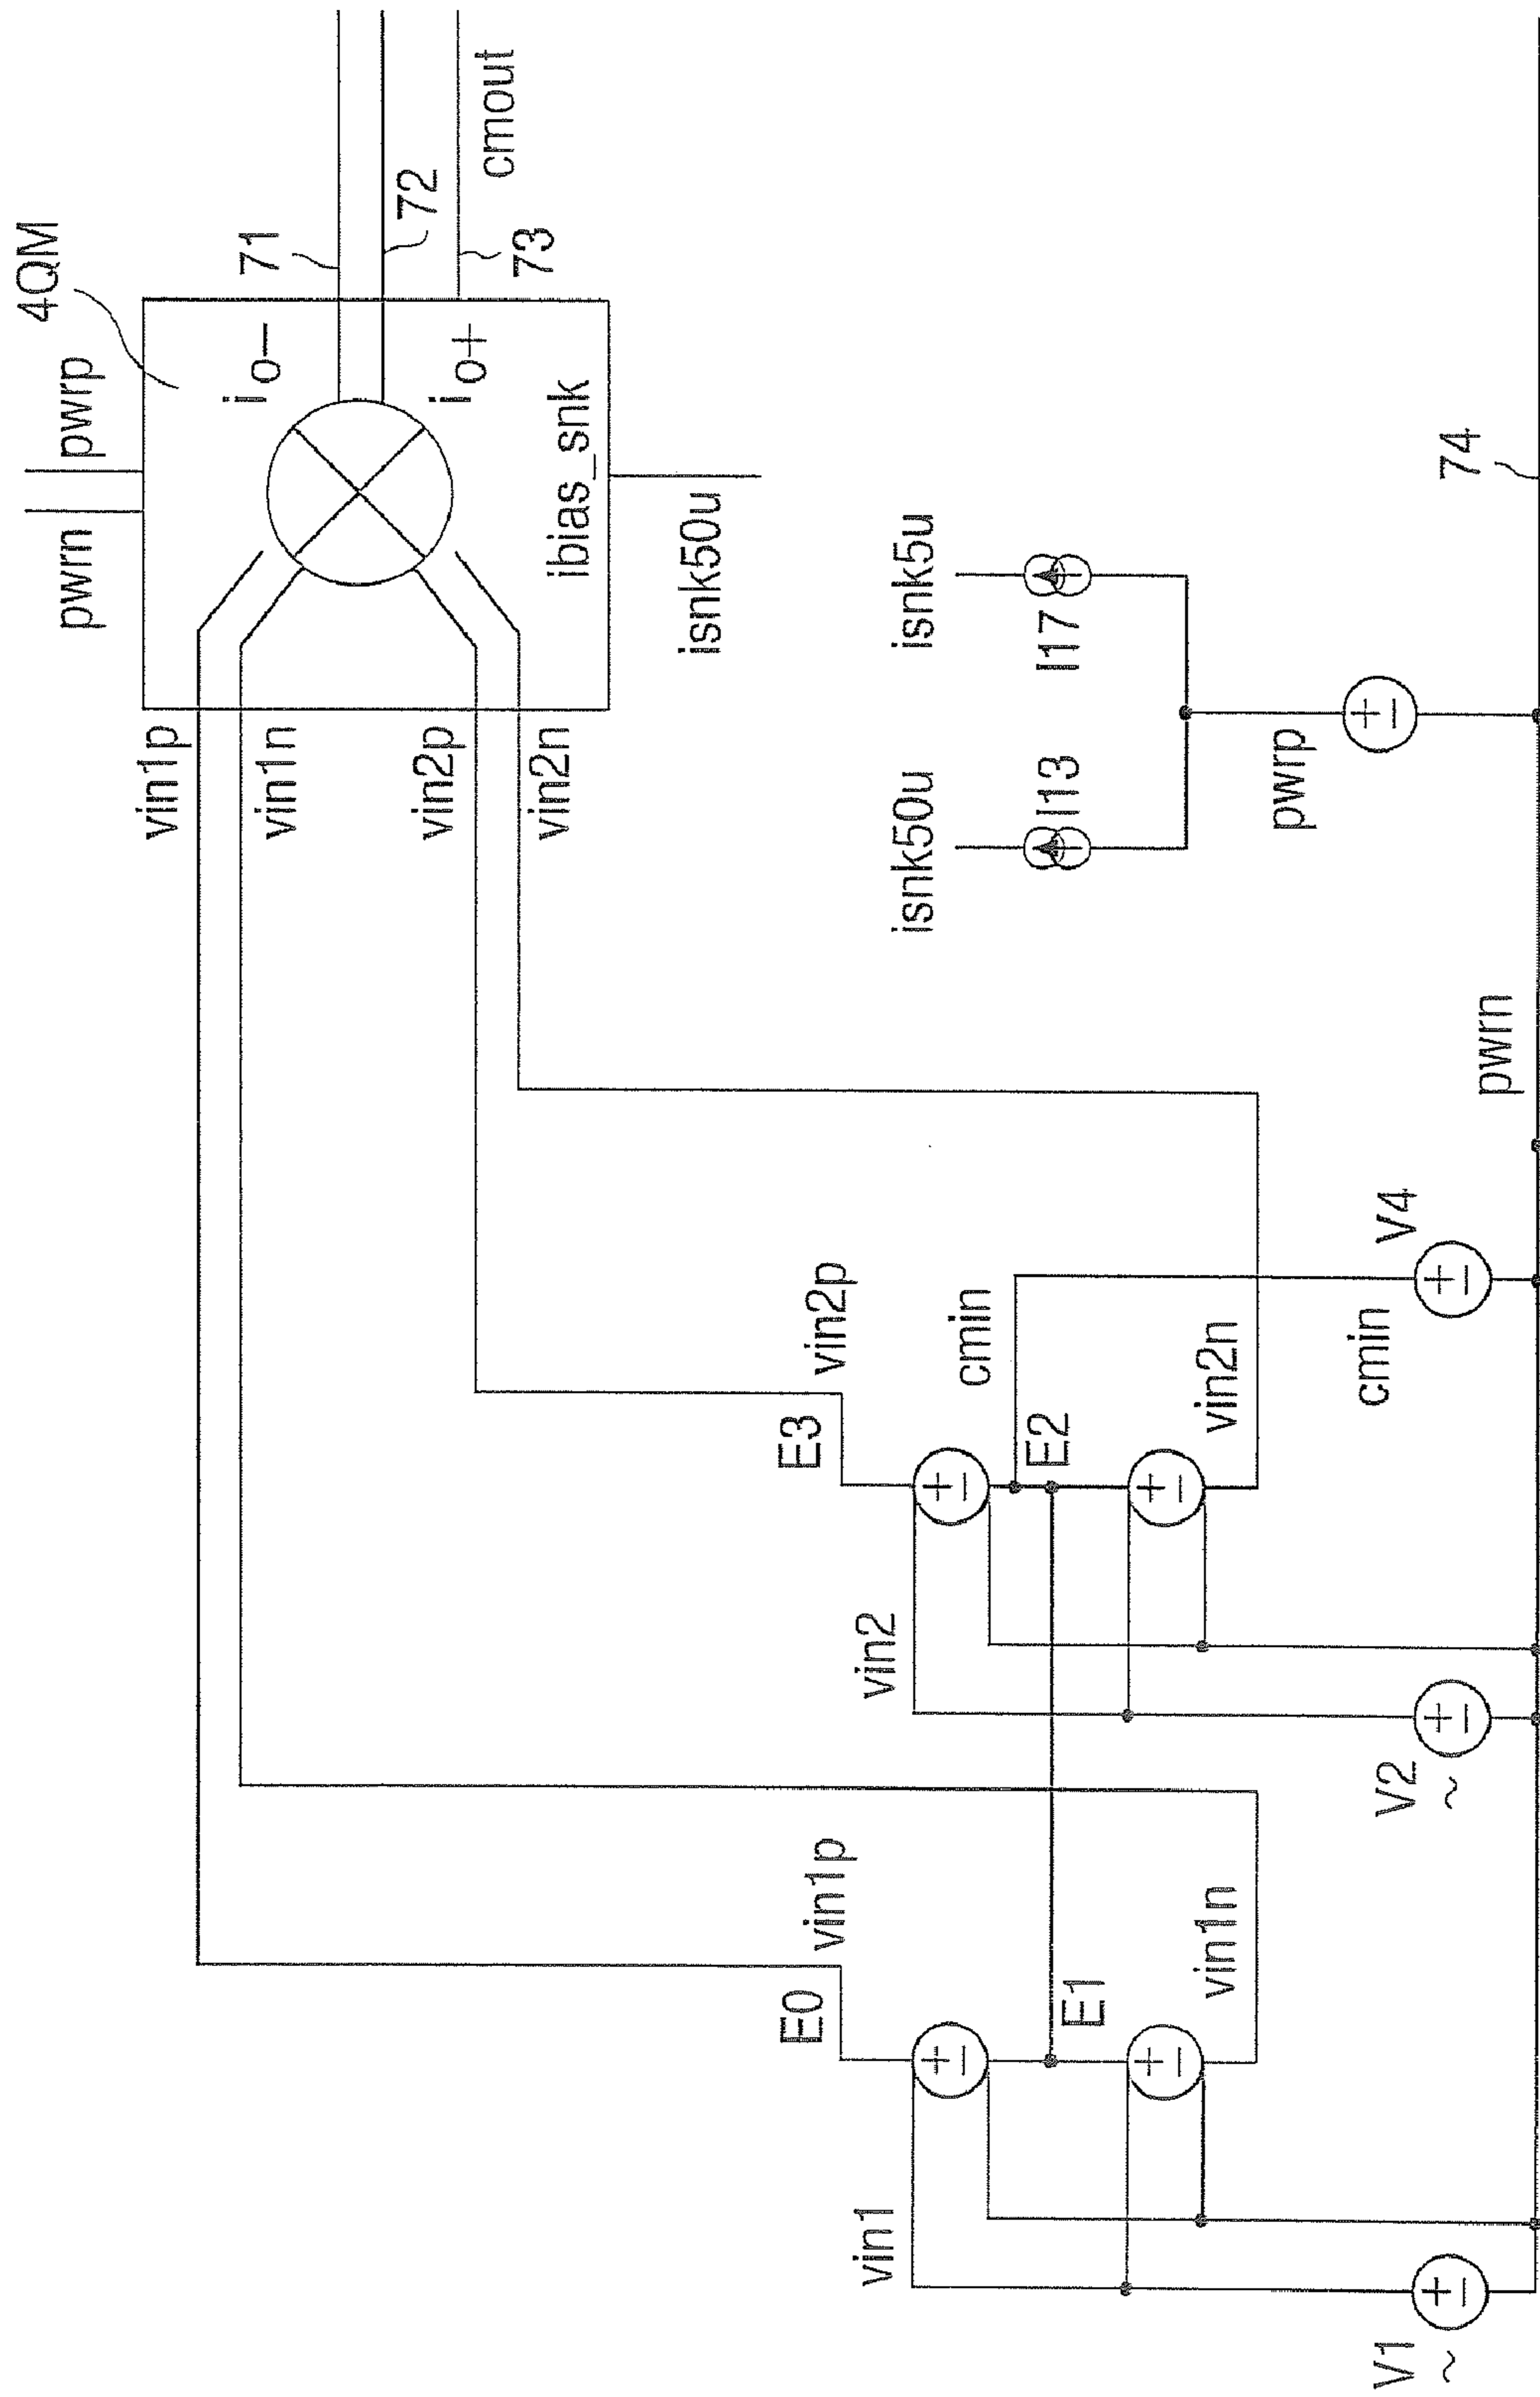 4QM
pwrn
pwrp
71
72
73
cmout
io−
io+
ibias_snk
isnk50u
vin1p
vin1n
vin2p
vin2n
isnk50u
isnk5u
I13
I17
pwrp
pwrn
74
E3
vin2p
cmin
E2
vin2
vin2n
V4
cmin
V2
~
E0
vin1p
E1
vin1
vin1n
V1
~